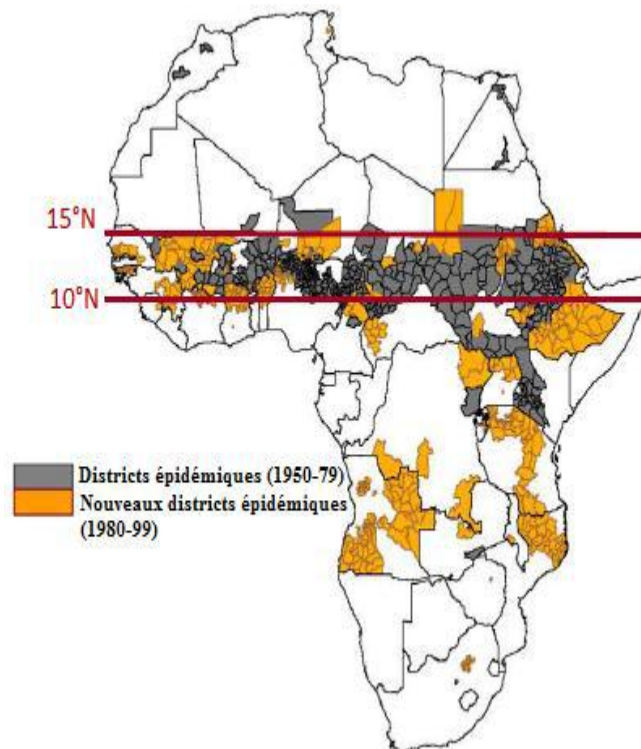 15°N
10°N
Districts épidémiques (1950-79)
Nouveaux districts épidémiques
(1980-99)